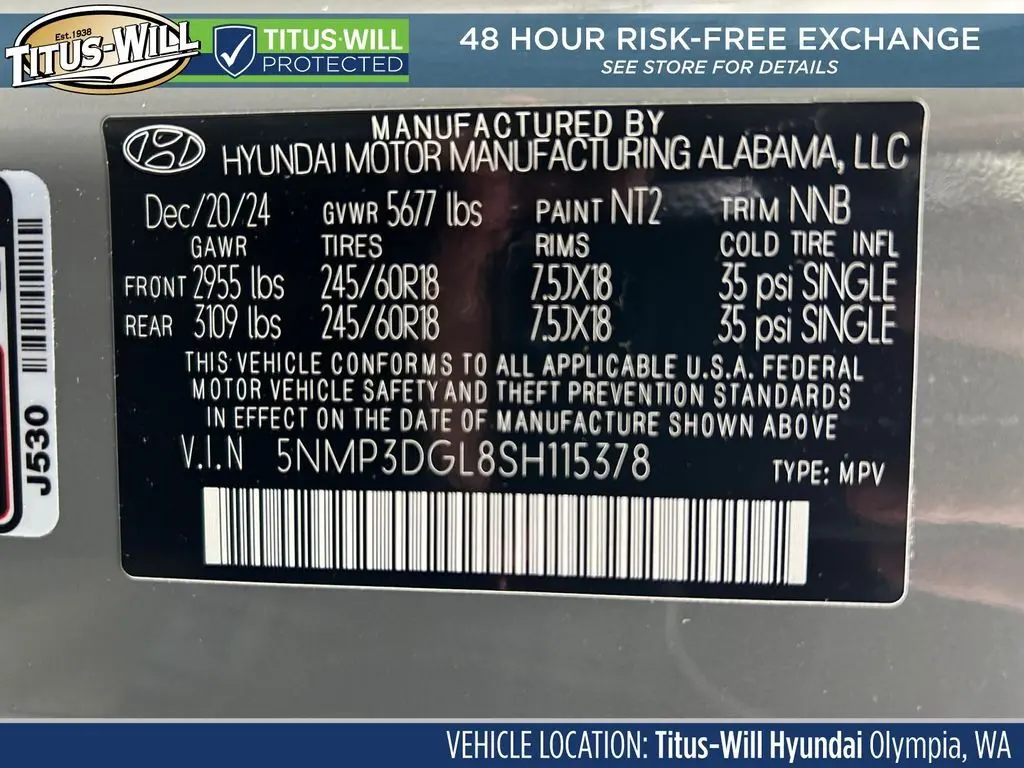 Est. 1938
TITUS-WILL
TITUS-WILL
PROTECTED
48 HOUR RISK-FREE EXCHANGE
SEE STORE FOR DETAILS
MANUFACTURED BY
HYUNDAI MOTOR MANUFACTURING ALABAMA, LLC
Dec/20/24 GVWR 5677 lbs PAINT NT2 TRIM NNB
GAWR TIRES RIMS COLD TIRE INFL
FRONT 2955 lbs 245/60R18 7.5JX18 35 psi SINGLE
REAR 3109 lbs 245/60R18 7.5JX18 35 psi SINGLE
THIS VEHICLE CONFORMS TO ALL APPLICABLE U.S.A. FEDERAL
MOTOR VEHICLE SAFETY AND THEFT PREVENTION STANDARDS
IN EFFECT ON THE DATE OF MANUFACTURE SHOWN ABOVE
V.I.N 5NMP3DGL8SH115378 TYPE: MPV
J530
VEHICLE LOCATION: Titus-Will Hyundai Olympia, WA